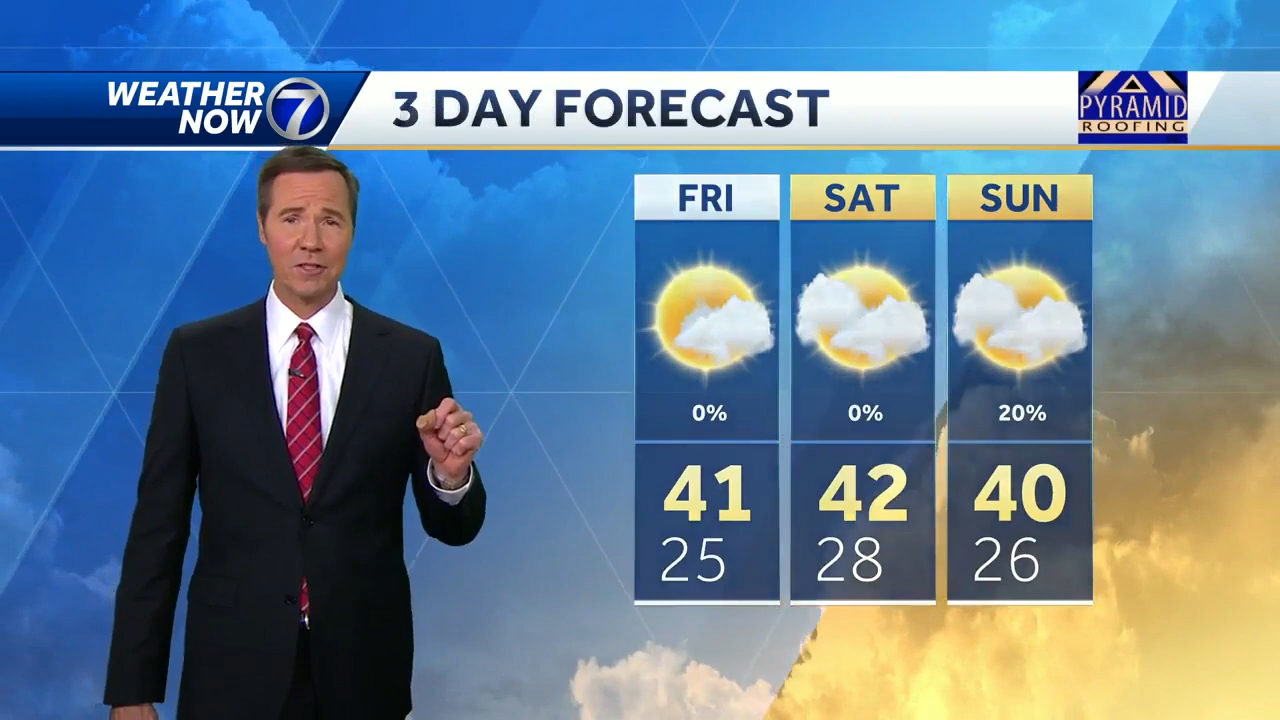 WEATHER
NOW 7
3 DAY FORECAST
PYRAMID
ROOFING
FRI SAT SUN
0% 0% 20%
41 42 40
25 28 26